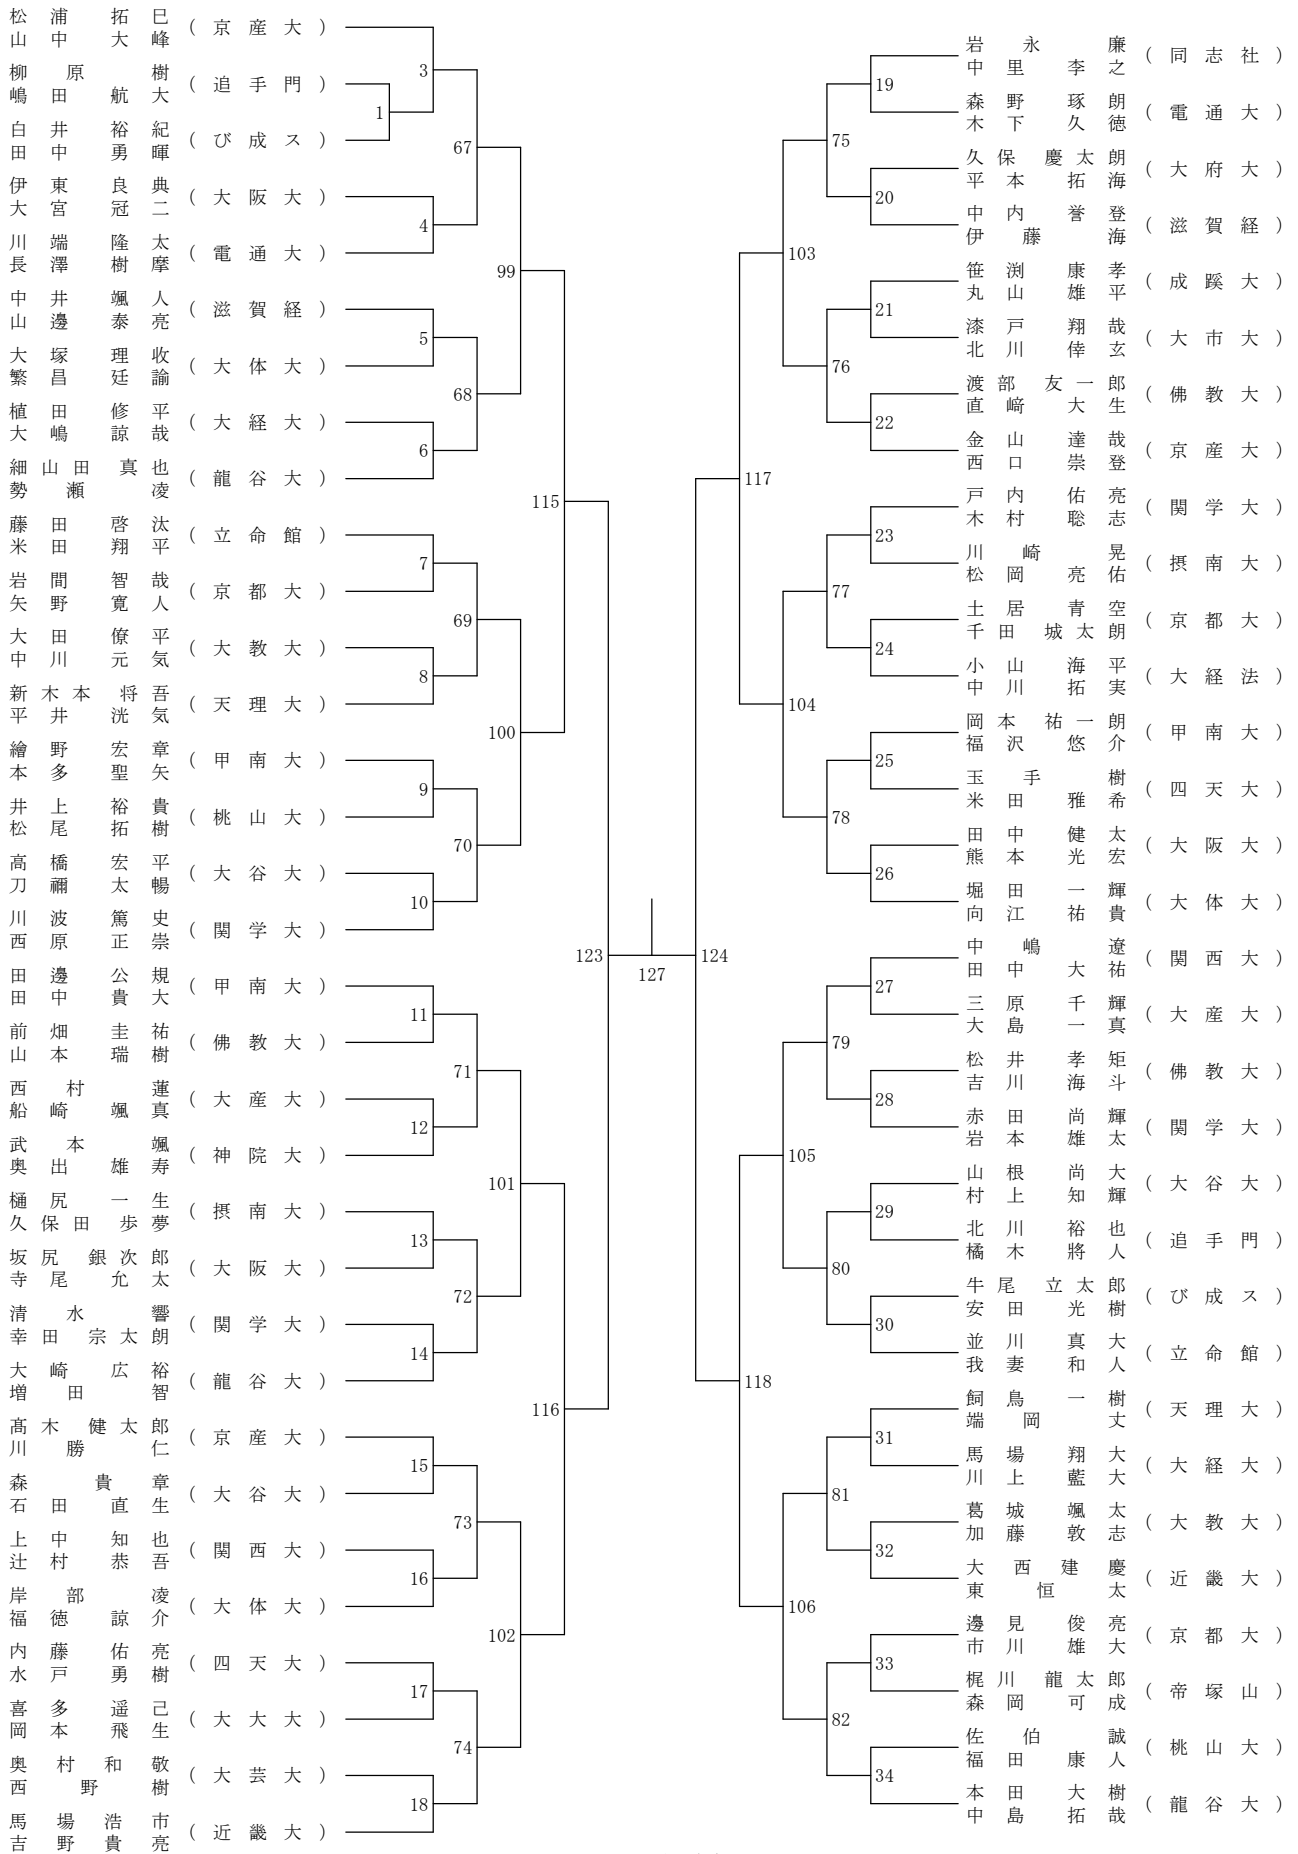 松浦 拓巳
山中 大峰
(京産大)
柳原 樹
嶋田 航大
(追手門)
白井 裕紀
田中 勇暉
(び成ス)
伊東 良典
大宮 冠二
(大阪大)
川端 隆太
長澤 樹摩
(電通大)
中井 颯人
山邊 泰亮
(滋賀経)
大塚 理收
繁昌 廷諭
(大体大)
植田 修平
大嶋 諒哉
(大経大)
細山田 真也
勢瀬 凌
(龍谷大)
藤田 啓汰
米田 翔平
(立命館)
岩間 智哉
矢野 寛人
(京都大)
大田 僚平
中川 元気
(大教大)
新木本 将吾
平井 洸気
(天理大)
繪野 宏章
本多 聖矢
(甲南大)
井上 裕貴
松尾 拓樹
(桃山大)
高橋 宏平
刀禰 太暢
(大谷大)
川波 篤史
西原 正崇
(関学大)
田邊 公規
田中 貴大
(甲南大)
前畑 圭祐
山本 瑞樹
(佛教大)
西村 蓮
船崎 颯真
(大産大)
武本 颯
奥出 雄寿
(神院大)
樋尻 一生
久保田 歩夢
(摂南大)
坂尻 銀次郎
寺尾 允太
(大阪大)
清水 響
幸田 宗太朗
(関学大)
大崎 広裕
増田 智
(龍谷大)
髙木 健太郎
川勝 仁
(京産大)
森 貴章
石田 直生
(大谷大)
上中 知也
辻村 恭吾
(関西大)
岸部 凌
福徳 諒介
(大体大)
内藤 佑亮
水戸 勇樹
(四天大)
喜多 遥己
岡本 飛生
(大大大)
奥村 和敬
西野 樹
(大芸大)
馬場 浩市
吉野 貴亮
(近畿大)
1
3
4
5
6
7
8
9
10
11
12
13
14
15
16
17
18
67
68
69
70
71
72
73
74
99
100
101
102
115
116
123
127
124
117
118
103
104
105
106
75
76
77
78
79
80
81
82
19
20
21
22
23
24
25
26
27
28
29
30
31
32
33
34
岩永 廉
中里 李之
(同志社)
森野 琢朗
木下 久徳
(電通大)
久保 慶太朗
平本 拓海
(大府大)
中内 誉登
伊藤 海
(滋賀経)
笹渕 康孝
丸山 雄平
(成蹊大)
漆戸 翔哉
北川 倖玄
(大市大)
渡部 友一郎
直﨑 大生
(佛教大)
金山 達哉
西口 崇登
(京産大)
戸内 佑亮
木村 聡志
(関学大)
川崎 晃
松岡 亮佑
(摂南大)
土居 青空
千田 城太朗
(京都大)
小山 海平
中川 拓実
(大経法)
岡本 祐一朗
福沢 悠介
(甲南大)
玉手 樹
米田 雅希
(四天大)
田中 健太
熊本 光宏
(大阪大)
堀田 一輝
向江 祐貴
(大体大)
中嶋 遼
田中 大祐
(関西大)
三原 千輝
大島 一真
(大産大)
松井 孝矩
吉川 海斗
(佛教大)
赤田 尚輝
岩本 雄太
(関学大)
山根 尚大
村上 知輝
(大谷大)
北川 裕也
橘木 將人
(追手門)
牛尾 立太郎
安田 光樹
(び成ス)
並川 真大
我妻 和人
(立命館)
飼鳥 一樹
端岡 丈
(天理大)
馬場 翔大
川上 藍大
(大経大)
葛城 颯太
加藤 敦志
(大教大)
大西 建慶
東 恒太
(近畿大)
邊見 俊亮
市川 雄大
(京都大)
梶川 龍太郎
森岡 可成
(帝塚山)
佐伯 誠
福田 康人
(桃山大)
本田 大樹
中島 拓哉
(龍谷大)